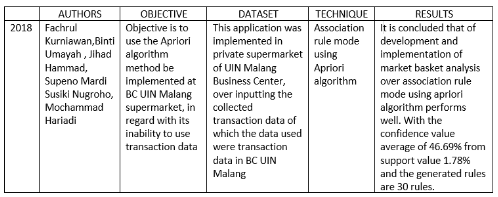 AUTHORS OBJECTIVE DATASET TECHNIQUE RESULTS
2018
Fachrul
Kurniawan,Binti
Umayah , Jihad
Hammad,
Supeno Mardi
Susiki Nugroho,
Mochammad
Hariadi
Objective is to
use the Apriori
algorithm
method be
implemented at
BC UIN Malang
supermarket, in
regard with its
inability to use
transaction data
This application was
implemented in
private supermarket
of UIN Malang
Business Center,
over inputting the
collected
transaction data of
which the data used
were transaction
data in BC UIN
Malang
Association
rule mode
using
Apriori
algorithm
It is concluded that of
development and
implementation of
market basket analysis
over association rule
mode using apriori
algorithm performs
well. With the
confidence value
average of 46.69% from
support value 1.78%
and the generated rules
are 30 rules.